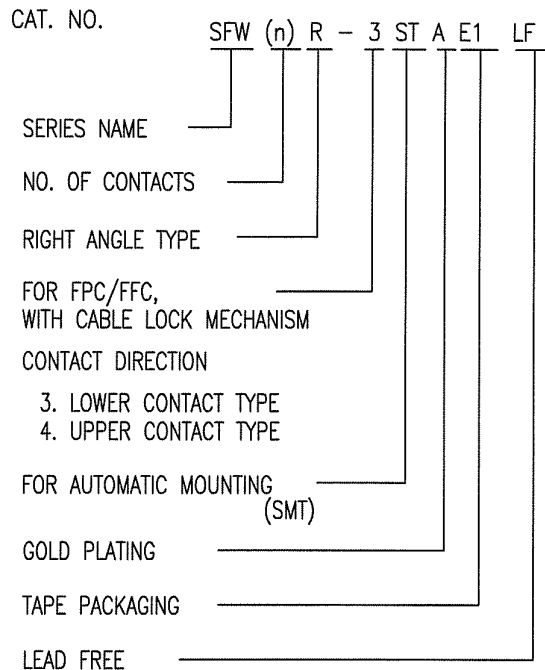 CAT. NO.
SFW (n) R - 3 ST A E1 LF
SERIES NAME
NO. OF CONTACTS
RIGHT ANGLE TYPE
FOR FPC/FFC,
WITH CABLE LOCK MECHANISM
CONTACT DIRECTION
3. LOWER CONTACT TYPE
4. UPPER CONTACT TYPE
FOR AUTOMATIC MOUNTING
(SMT)
GOLD PLATING
TAPE PACKAGING
LEAD FREE